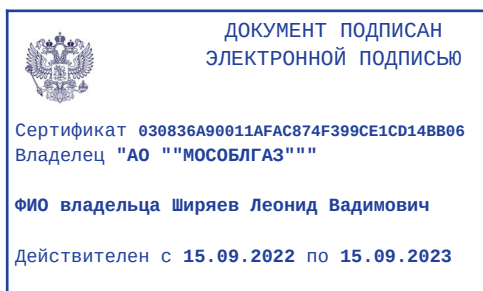 ДОКУМЕНТ ПОДПИСАН
ЭЛЕКТРОННОЙ ПОДПИСЬЮ
Сертификат 030836A90011AFAC874F399CE1CD14BB06
Владелец "АО ""МОСОБЛГАЗ"""
ФИО владельца Ширяев Леонид Вадимович
Действителен с 15.09.2022 по 15.09.2023